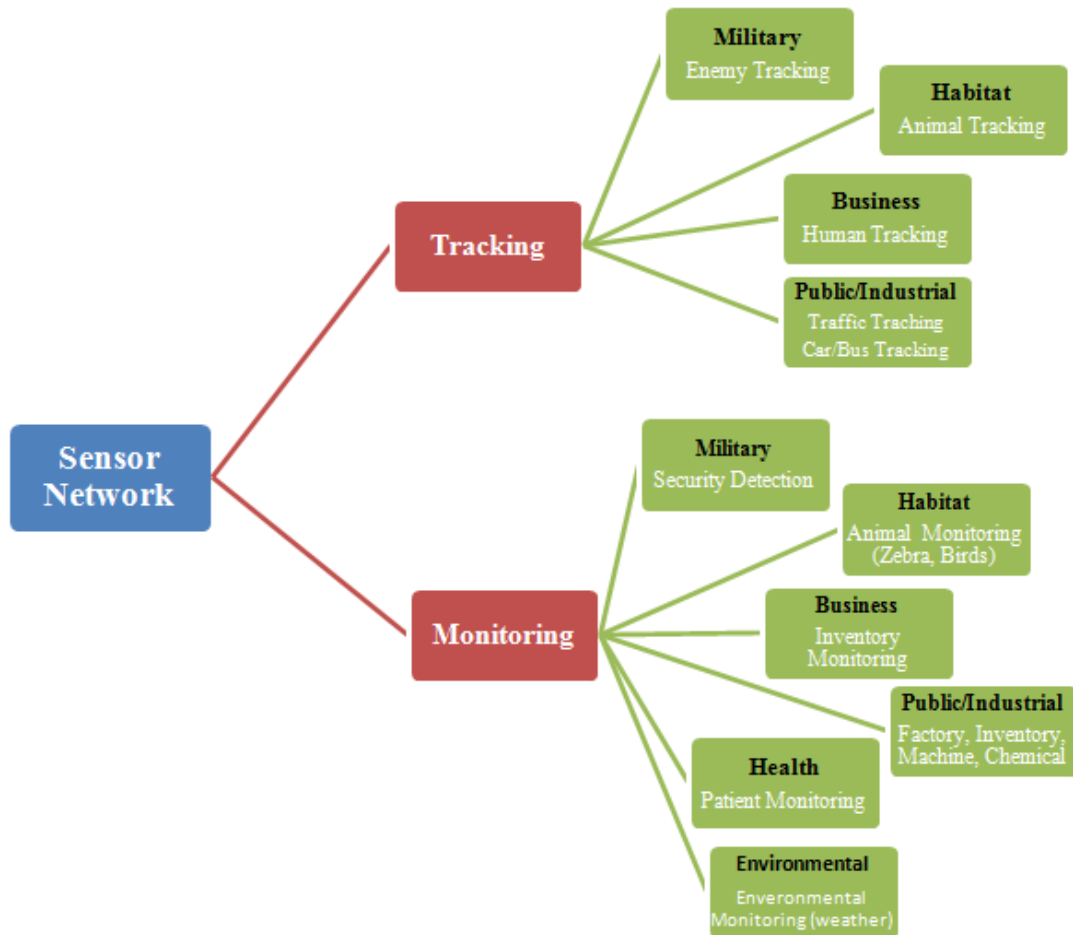 Military
Enemy Tracking
Habitat
Animal Tracking
Business
Human Tracking
Tracking
Public/Industrial
Traffic Traching
Car/Bus Tracking
Sensor
Network
Military
Security Detection
Habitat
Animal Monitoring
(Zebra, Birds)
Business
Inventory
Monitoring
Monitoring
Public/Industrial
Factory, Inventory,
Machine, Chemical
Health
Patient Monitoring
Environmental
Enveronmental
Monitoring (weather)